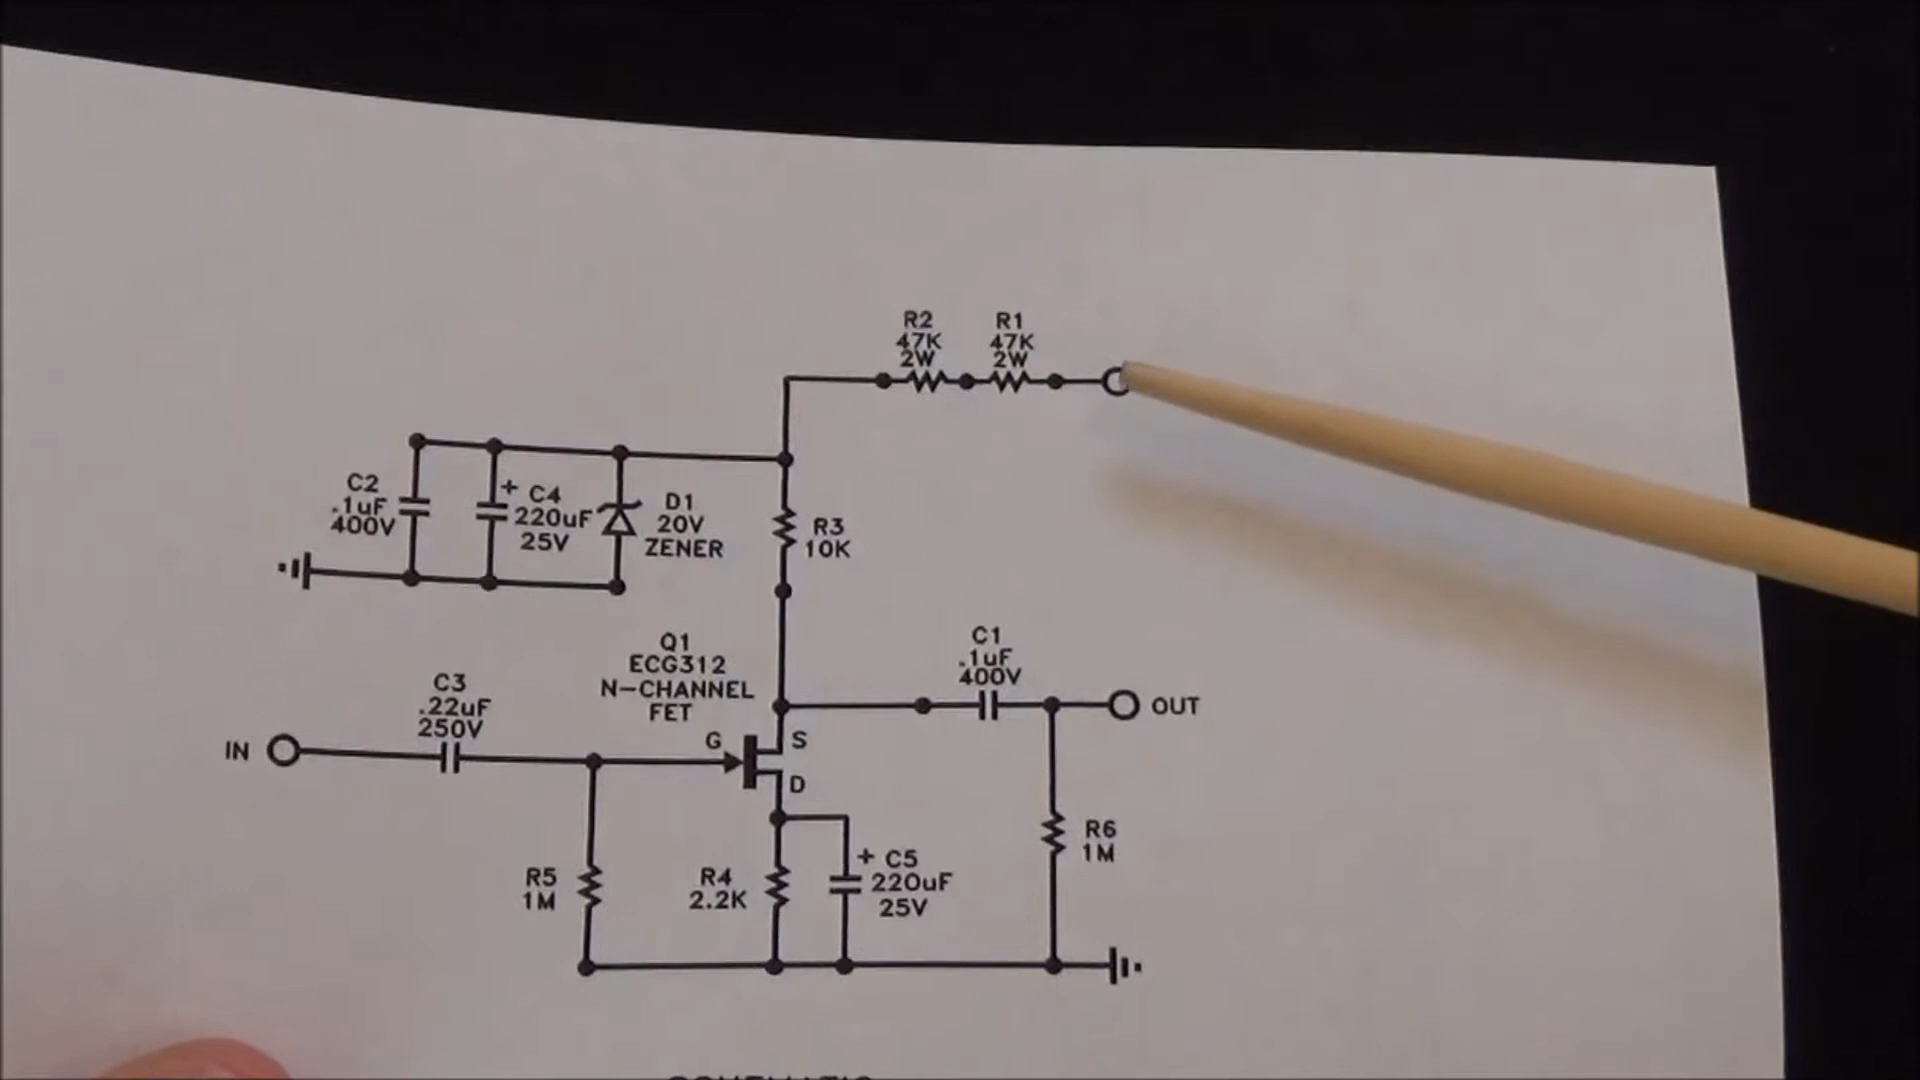 R2
47K
2W
R1
47K
2W
C2
.1uF
400V
+ C4
220uF
25V
D1
20V
ZENER
R3
10K
Q1
ECG312
N-CHANNEL
FET
C1
.1uF
400V
OUT
C3
.22uF
250V
IN
G
S
D
R5
1M
R4
2.2K
+ C5
220uF
25V
R6
1M